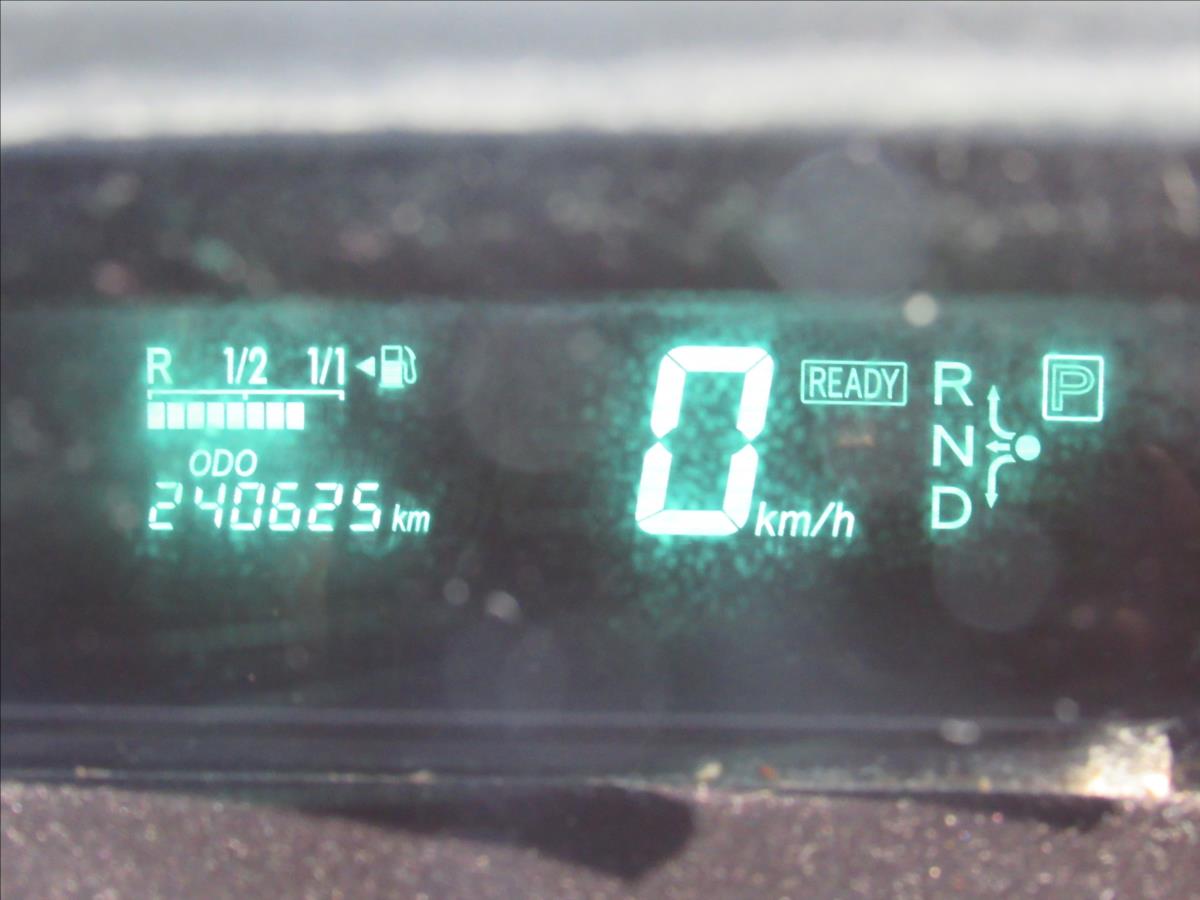 R 1/2 1/1
ODO
240625 km
0 km/h
READY
R
N
D
P